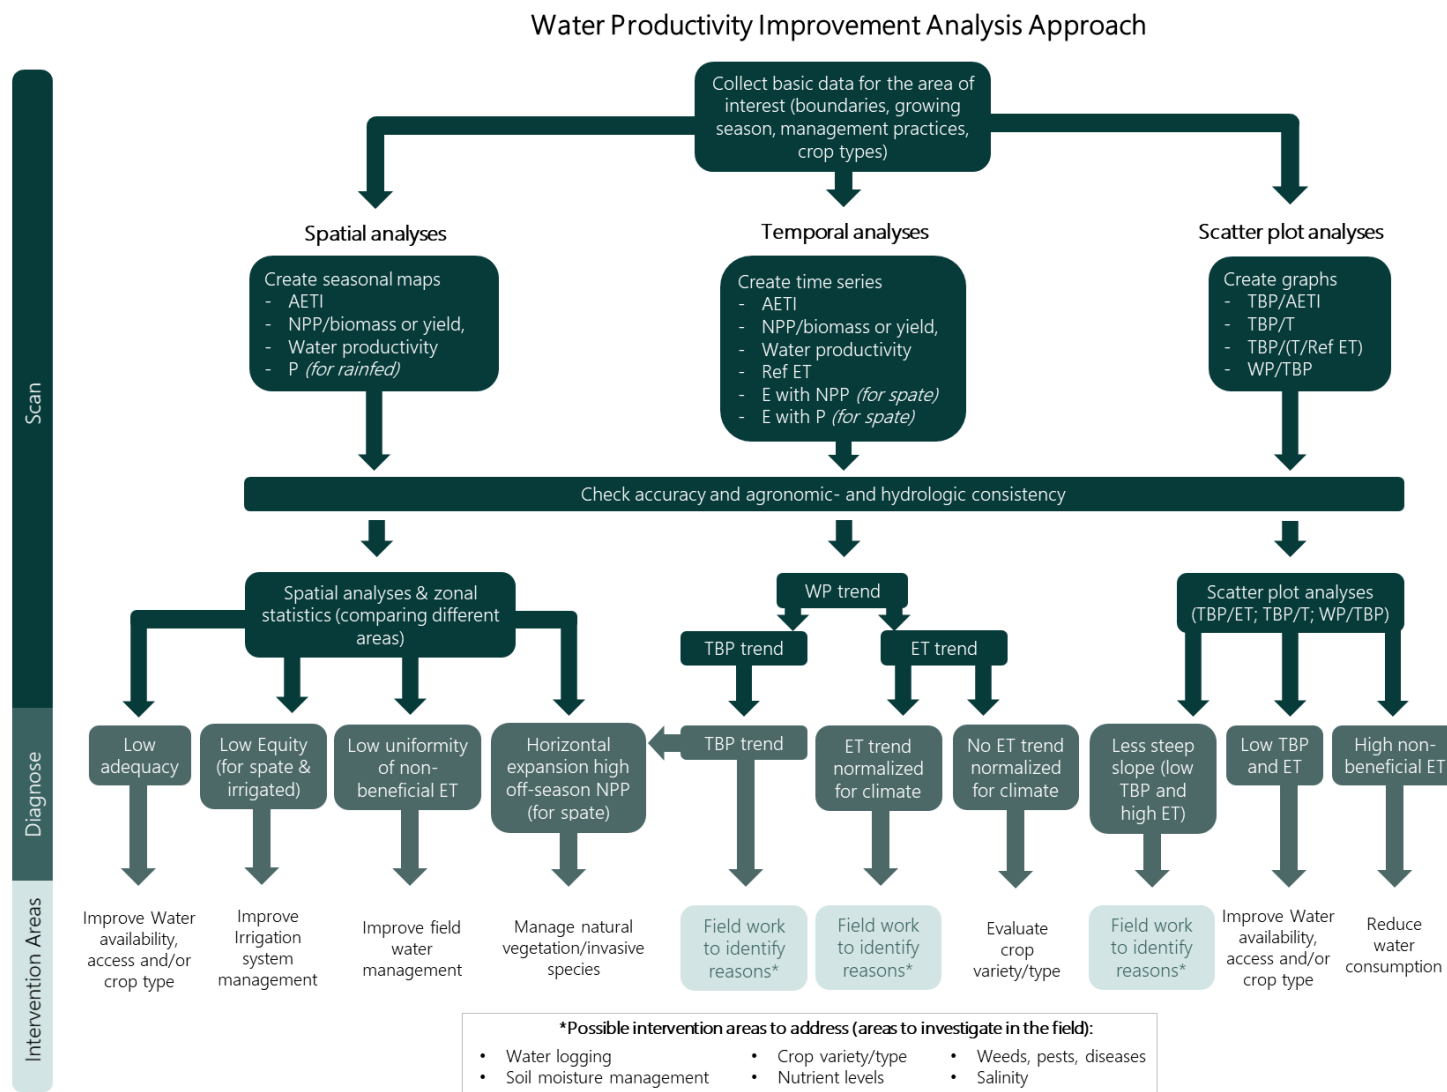 Water Productivity Improvement Analysis Approach
Scan
Diagnose
Intervention Areas
Collect basic data for the area of
interest (boundaries, growing
season, management practices,
crop types)
Spatial analyses
Create seasonal maps
- AETI
- NPP/biomass or yield,
- Water productivity
- P (for rainfed)
Temporal analyses
Create time series
- AETI
- NPP/biomass or yield,
- Water productivity
- Ref ET
- E with NPP (for spate)
- E with P (for spate)
Scatter plot analyses
Create graphs
- TBP/AETI
- TBP/T
- TBP/(T/Ref ET)
- WP/TBP
Check accuracy and agronomic- and hydrologic consistency
Spatial analyses & zonal
statistics (comparing different
areas)
WP trend
TBP trend
ET trend
Scatter plot analyses
(TBP/ET; TBP/T; WP/TBP)
Low
adequacy
Low Equity
(for spate &
irrigated)
Low uniformity
of non-
beneficial ET
Horizontal
expansion high
off-season NPP
(for spate)
TBP trend
ET trend
normalized
for climate
No ET trend
normalized
for climate
Less steep
slope (low
TBP and
high ET)
Low TBP
and ET
High non-
beneficial ET
Improve Water
availability,
access and/or
crop type
Improve
Irrigation
system
management
Improve field
water
management
Manage natural
vegetation/invasive
species
Field work
to identify
reasons*
Field work
to identify
reasons*
Evaluate
crop
variety/type
Field work
to identify
reasons*
Improve Water
availability,
access and/or
crop type
Reduce
water
consumption
*Possible intervention areas to address (areas to investigate in the field):
• Water logging
• Soil moisture management
• Crop variety/type
• Nutrient levels
• Weeds, pests, diseases
• Salinity